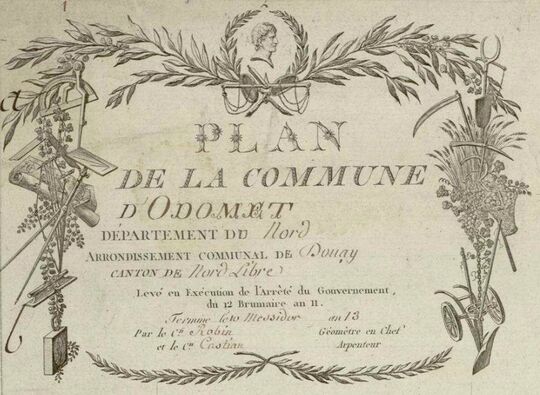 PLAN
DE LA COMMUNE
D'ODOMET
DÉPARTEMENT DU Nord
ARRONDISSEMENT COMMUNAL DE Douay
CANTON DE Nord Libre
Levé en Exécution de l'Arrêté du Gouvernement,
du 12 Brumaire an 11.
Terminé le 10 Messidor an 13
Par le Cen. Robin Géomètre en Chef
et le Cen Castian Arpenteur